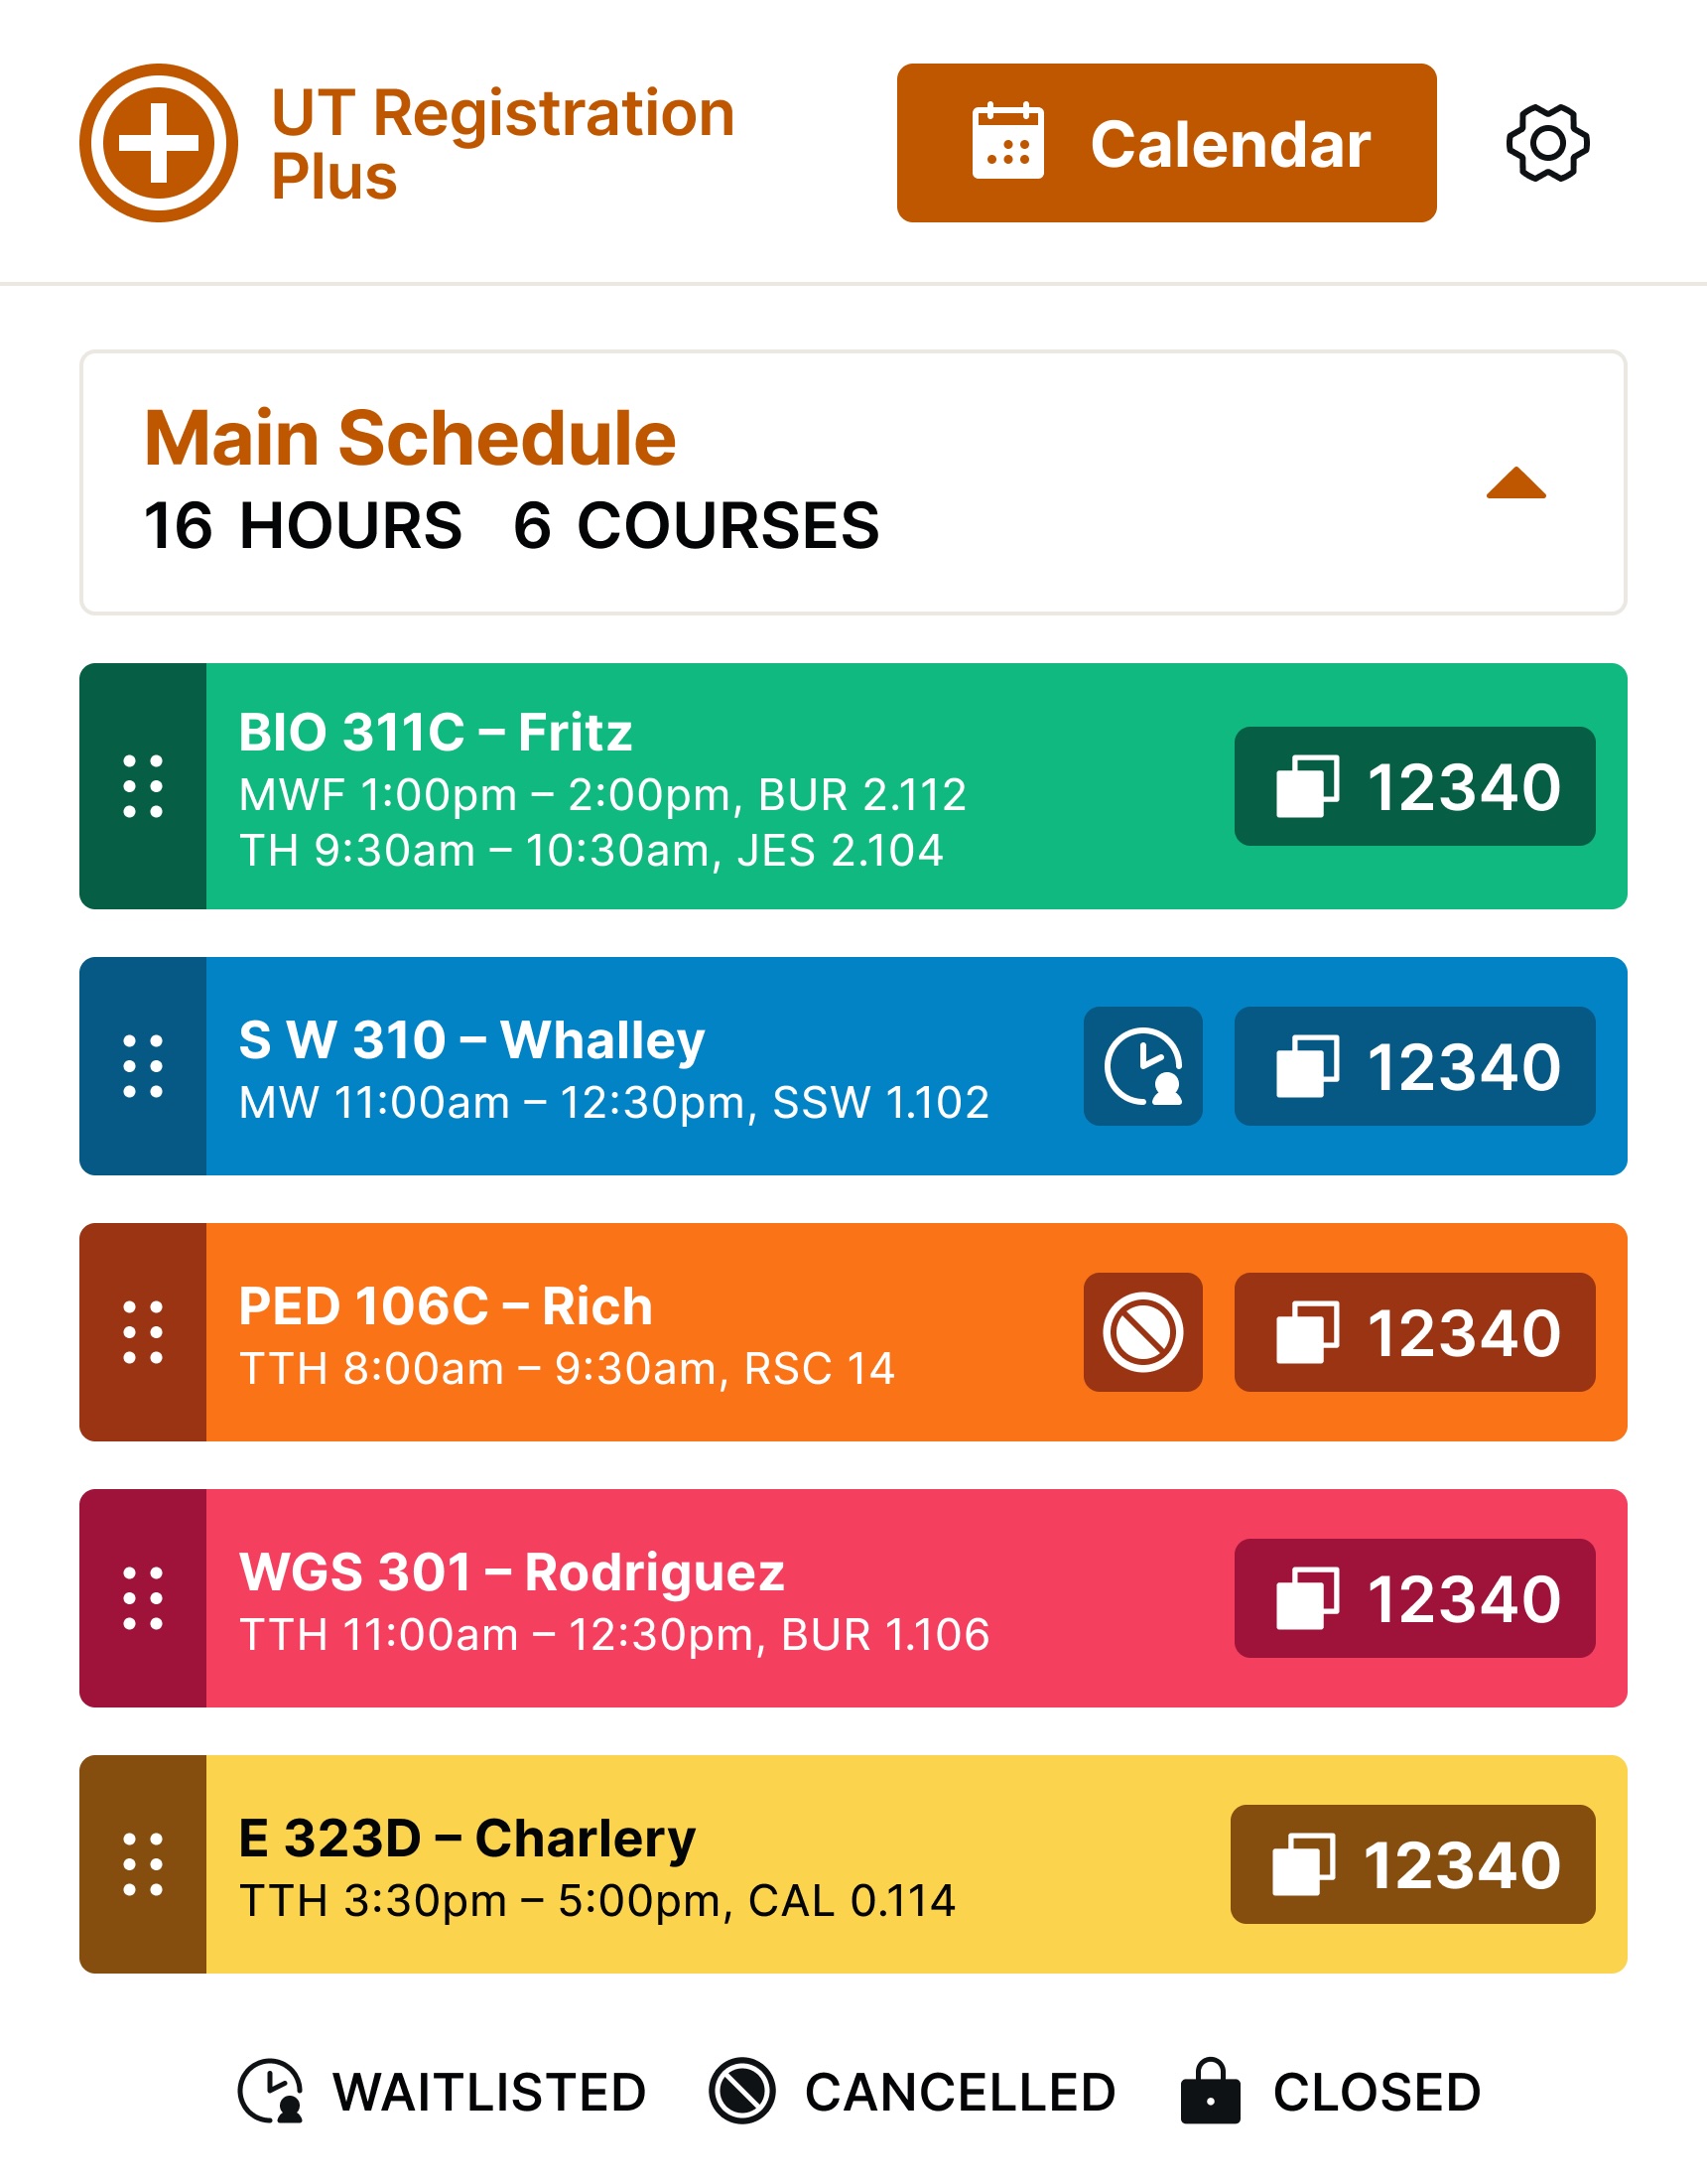 UT Registration
Plus
Calendar
Main Schedule
16 HOURS 6 COURSES
BIO 311C – Fritz
MWF 1:00pm – 2:00pm, BUR 2.112
TH 9:30am – 10:30am, JES 2.104
12340
S W 310 – Whalley
MW 11:00am – 12:30pm, SSW 1.102
12340
PED 106C – Rich
TTH 8:00am – 9:30am, RSC 14
12340
WGS 301 – Rodriguez
TTH 11:00am – 12:30pm, BUR 1.106
12340
E 323D – Charlery
TTH 3:30pm – 5:00pm, CAL 0.114
12340
WAITLISTED CANCELLED CLOSED